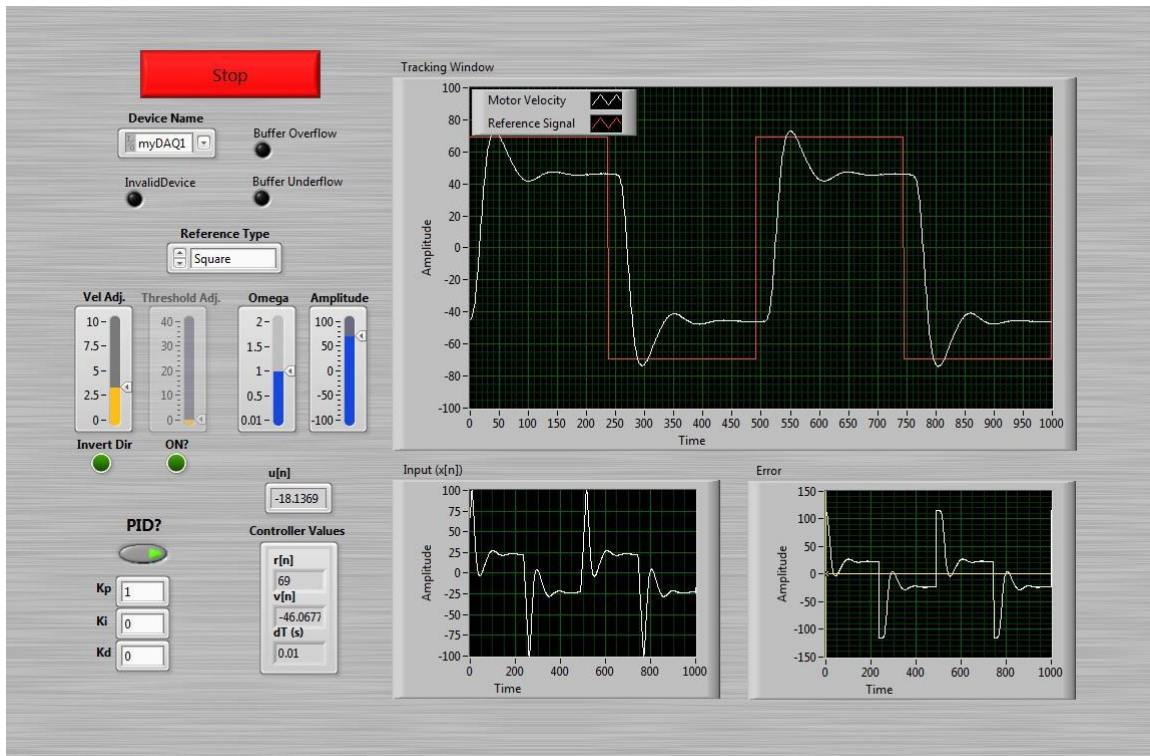 Stop
Device Name
myDAQ1
Buffer Overflow
InvalidDevice
Buffer Underflow
Reference Type
Square
Vel Adj.
10
7.5
5
2.5
0
Threshold Adj.
40
30
20
10
0
Omega
2
1.5
1
0.5
0.01
Amplitude
100
50
0
-50
-100
Invert Dir
ON?
u[n]
-18.1369
PID?
Kp 1
Ki 0
Kd 0
Controller Values
r[n]
69
v[n]
-46.0677
dT (s)
0.01
Tracking Window
Motor Velocity
Reference Signal
Amplitude
100
80
60
40
20
0
-20
-40
-60
-80
-100
0 50 100 150 200 250 300 350 400 450 500 550 600 650 700 750 800 850 900 950 1000
Time
Input (x[n])
Amplitude
100
75
50
25
0
-25
-50
-75
-100
0 200 400 600 800 1000
Time
Error
Amplitude
150
100
50
0
-50
-100
-150
0 200 400 600 800 1000
Time